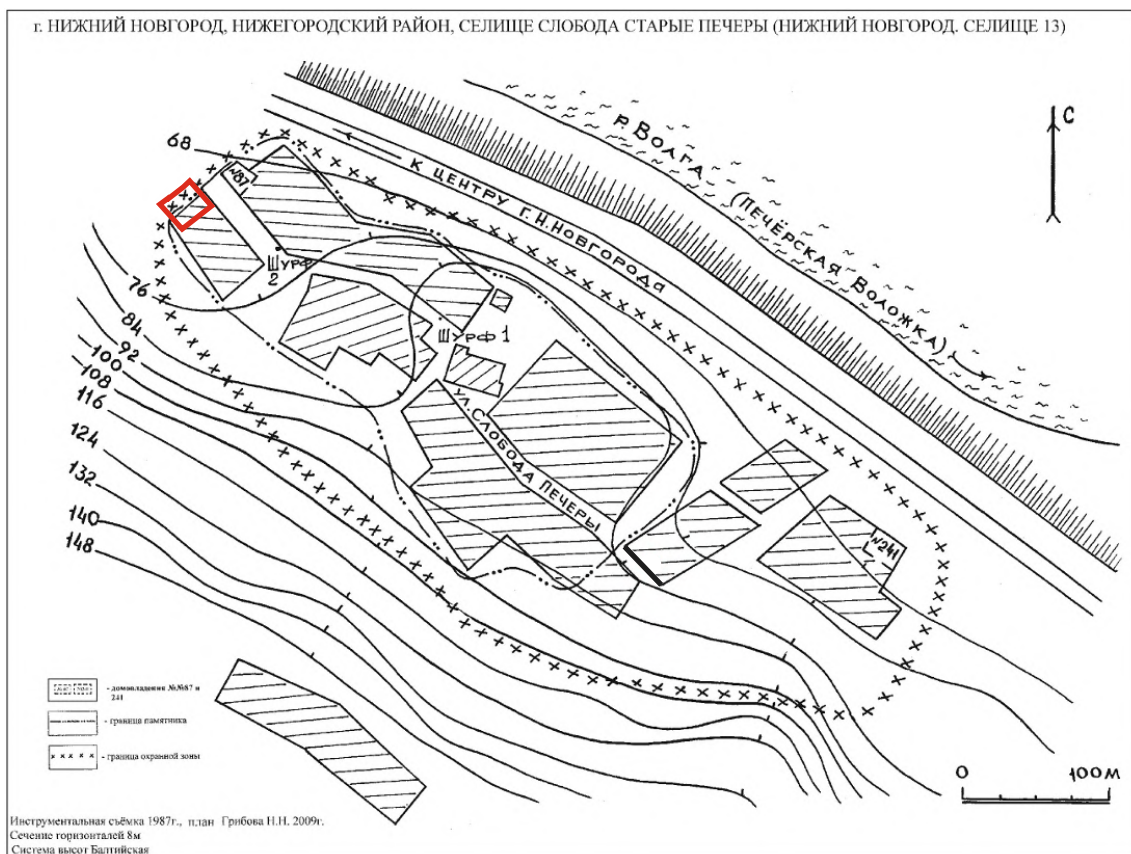 г. НИЖНИЙ НОВГОРОД, НИЖЕГОРОДСКИЙ РАЙОН, СЕЛИЩЕ СЛОБОДА СТАРЫЕ ПЕЧЕРЫ (НИЖНИЙ НОВГОРОД. СЕЛИЩЕ 13)
С
р. ВОЛГА (ПЕЧЁРСКАЯ ВОЛОЖКА)
К ЦЕНТРУ Г.Н.НОВГОРОДА
68
№87
ШУРФ
2
76
84
92
100
108
116
124
132
140
148
ШУРФ 1
УЛ. СЛОБОДА ПЕЧЕРЫ
№241
- домовладения №№87 и
241
- граница памятника
- граница охранной зоны
0 100М
Инструментальная съёмка 1987г., план Грибова Н.Н. 2009г.
Сечение горизонталей 8м
Система высот Балтийская